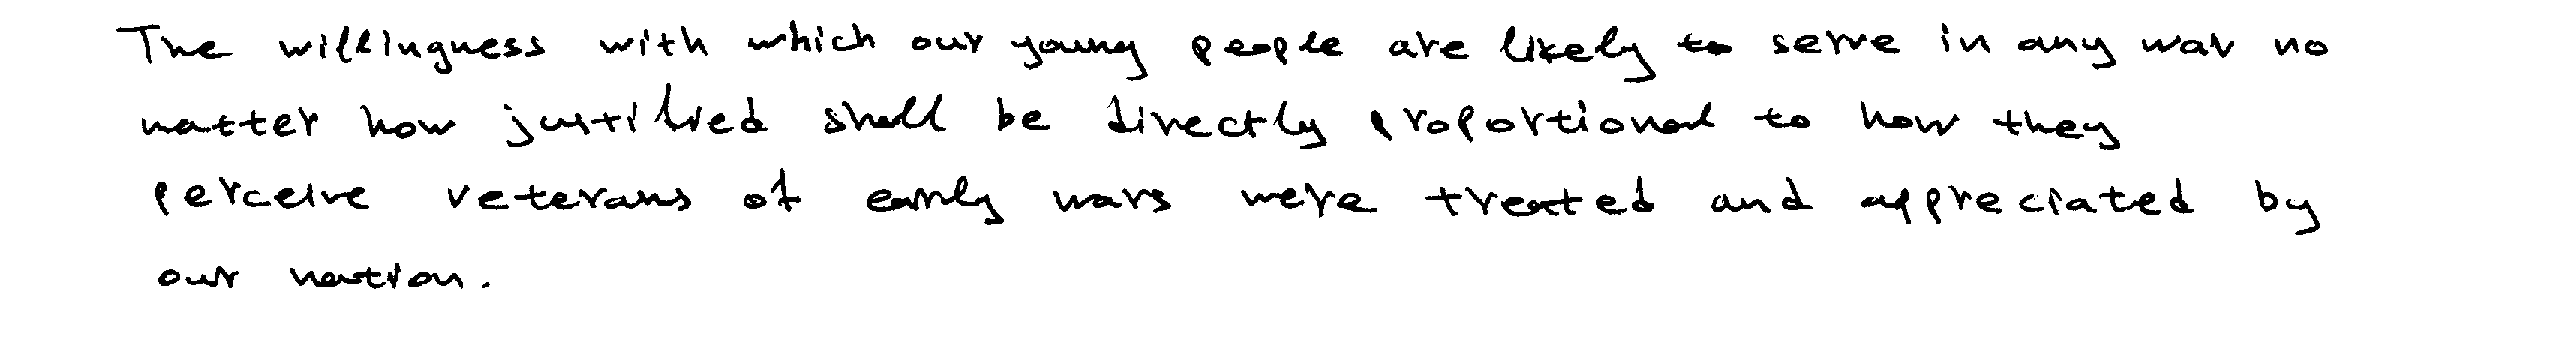 The willingness with which our young people are likely to serve in any war no
matter how justified shall be directly proportional to how they
perceive veterans of early wars were treated and appreciated by
our nation.